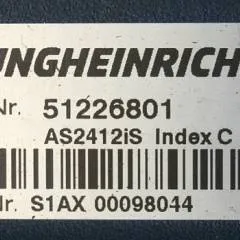 UNGHEINRICH
Nr. 51226801
AS2412iS Index C
Nr. S1AX 00098044